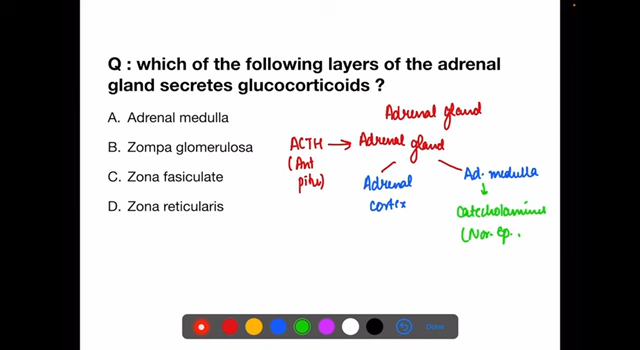 Q : which of the following layers of the adrenal
gland secretes glucocorticoids ?
A. Adrenal medulla
B. Zompa glomerulosa
C. Zona fasiculate
D. Zona reticularis
Adrenal gland
ACTH → Adrenal gland
(Ant
pitu)
Adrenal
cortex
Ad. medulla
↓
Catecholamines
(Nor. Ep.
Done